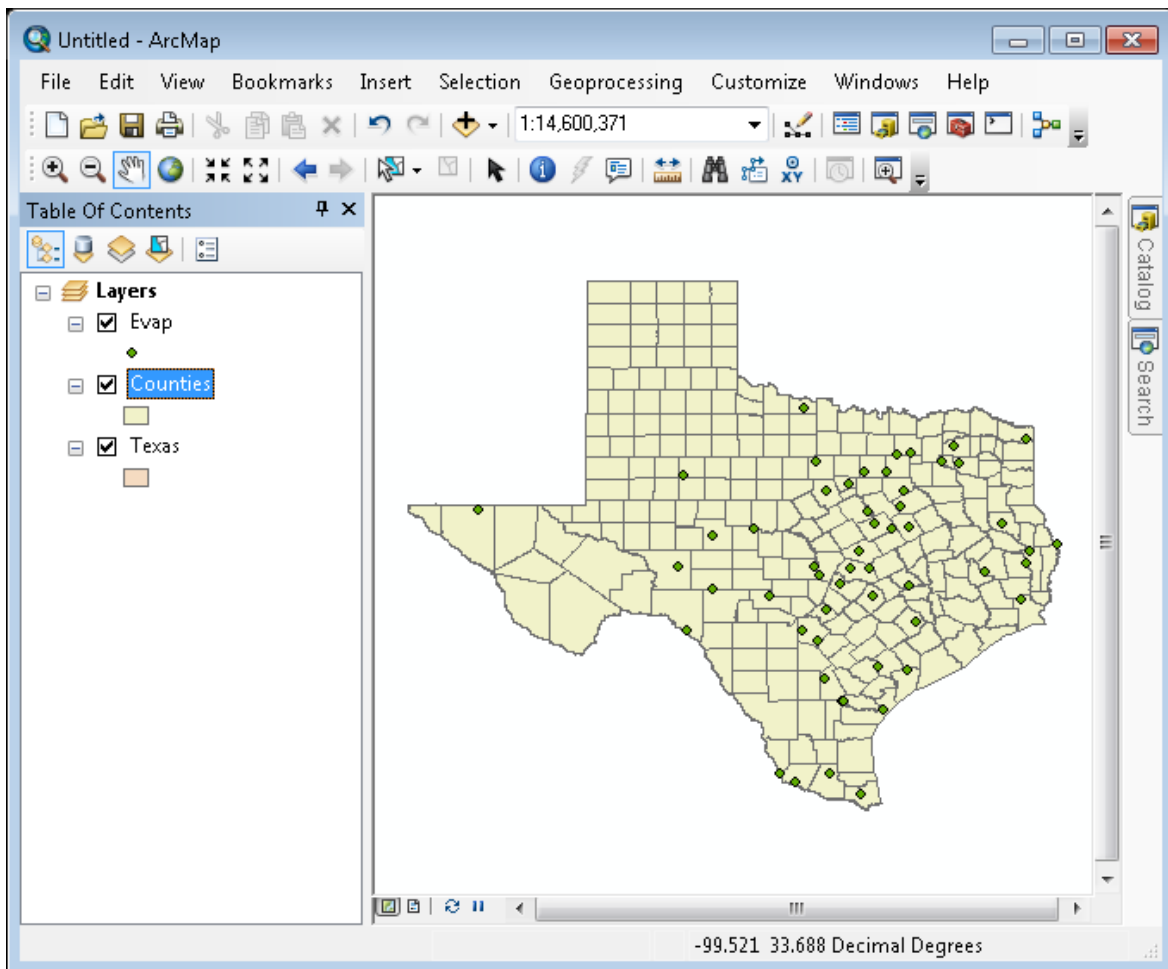 Untitled - ArcMap
File Edit View Bookmarks Insert Selection Geoprocessing Customize Windows Help
1:14,600,371
XY
Table Of Contents
Layers
Evap
Counties
Texas
Catalog
Search
-99.521 33.688 Decimal Degrees